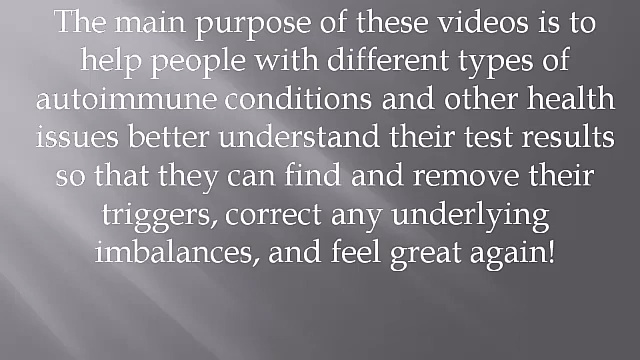 The main purpose of these videos is to
help people with different types of
autoimmune conditions and other health
issues better understand their test results
so that they can find and remove their
triggers, correct any underlying
imbalances, and feel great again!